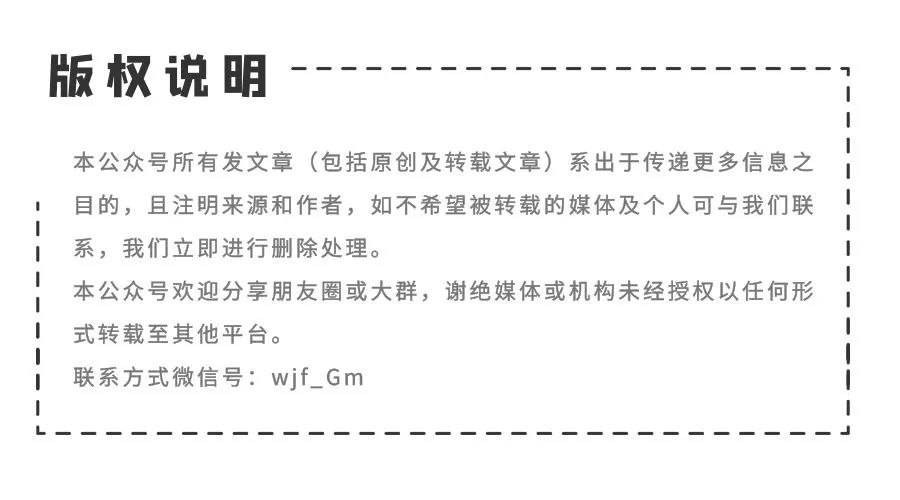 版权说明
本公众号所有发文章（包括原创及转载文章）系出于传递更多信息之
目的，且注明来源和作者，如不希望被转载的媒体及个人可与我们联
系，我们立即进行删除处理。
本公众号欢迎分享朋友圈或大群，谢绝媒体或机构未经授权以任何形
式转载至其他平台。
联系方式微信号：wjf_Gm